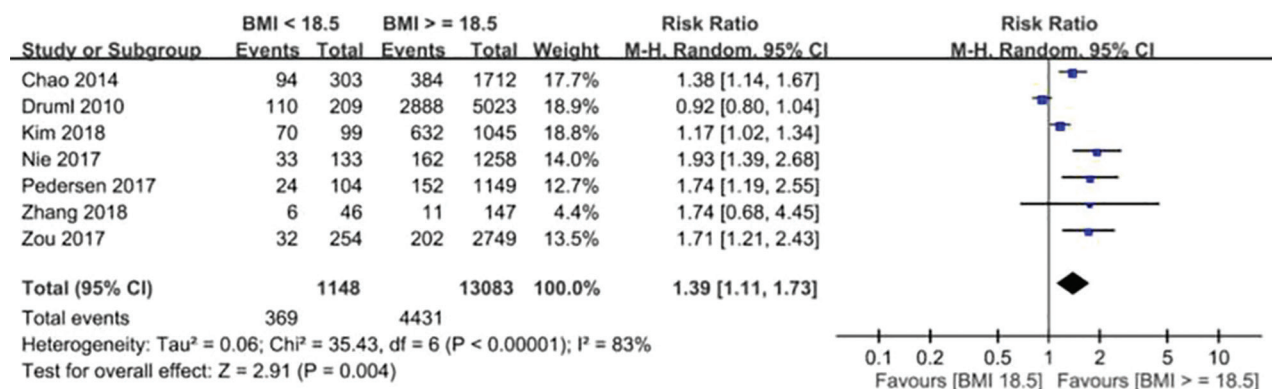 BMI < 18.5 BMI > = 18.5 Risk Ratio Risk Ratio
Study or Subgroup Events Total Events Total Weight M-H. Random. 95% CI M-H. Random. 95% CI
Chao 2014 94 303 384 1712 17.7% 1.38 [1.14, 1.67]
Druml 2010 110 209 2888 5023 18.9% 0.92 [0.80, 1.04]
Kim 2018 70 99 632 1045 18.8% 1.17 [1.02, 1.34]
Nie 2017 33 133 162 1258 14.0% 1.93 [1.39, 2.68]
Pedersen 2017 24 104 152 1149 12.7% 1.74 [1.19, 2.55]
Zhang 2018 6 46 11 147 4.4% 1.74 [0.68, 4.45]
Zou 2017 32 254 202 2749 13.5% 1.71 [1.21, 2.43]
Total (95% CI) 1148 13083 100.0% 1.39 [1.11, 1.73]
Total events 369 4431
Heterogeneity: Tau² = 0.06; Chi² = 35.43, df = 6 (P < 0.00001); I² = 83%
Test for overall effect: Z = 2.91 (P = 0.004)
0.1 0.2 0.5 1 2 5 10
Favours [BMI 18.5] Favours [BMI > = 18.5]